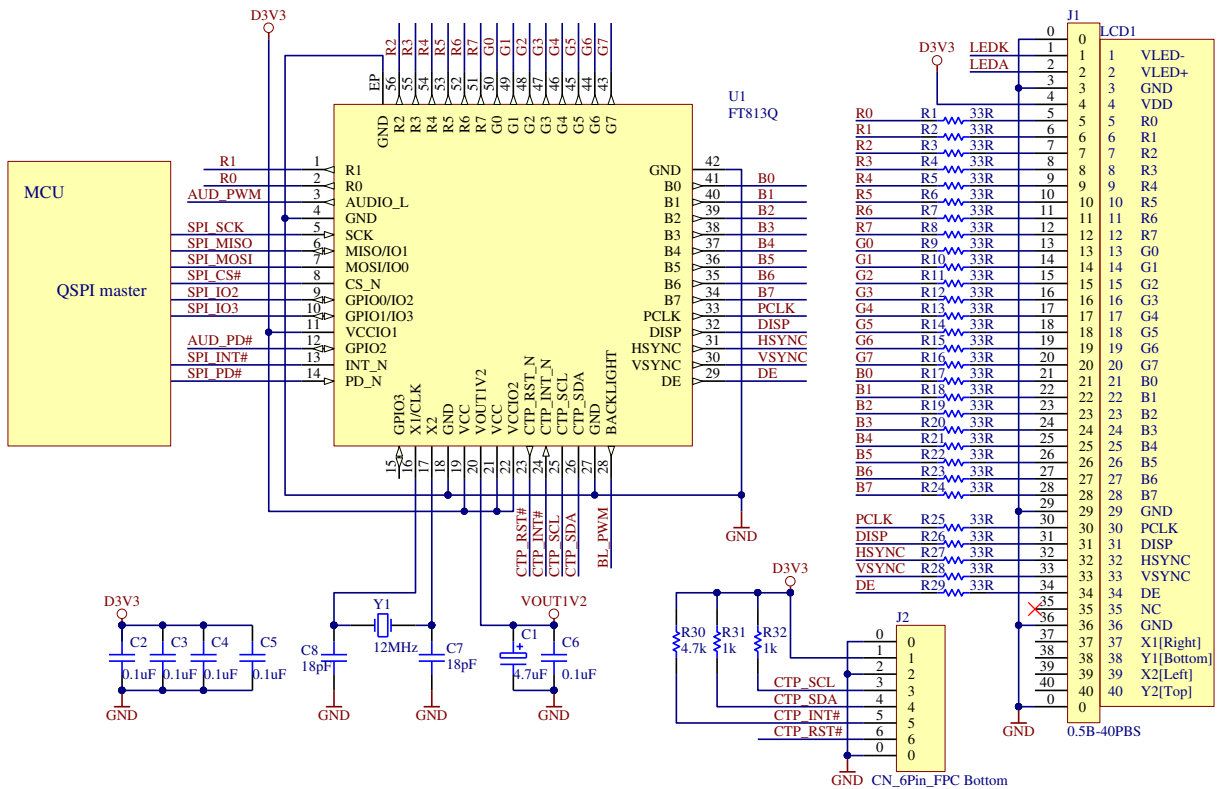 D3V3
R2
R3
R4
R5
R6
R7
G0
G1
G2
G3
G4
G5
G6
G7
EP
56
55
54
53
52
51
50
49
48
47
46
45
44
43
GND
R2
R3
R4
R5
R6
R7
G0
G1
G2
G3
G4
G5
G6
G7
U1
FT813Q
MCU
QSPI master
R1 1 R1
R0 2 R0
AUD_PWM 3 AUDIO_L
4 GND
SPI_SCK 5 SCK
SPI_MISO 6 MISO/IO1
SPI_MOSI 7 MOSI/IO0
SPI_CS# 8 CS_N
SPI_IO2 9 GPIO0/IO2
SPI_IO3 10 GPIO1/IO3
11 VCCIO1
AUD_PD# 12 GPIO2
SPI_INT# 13 INT_N
SPI_PD# 14 PD_N
GND 42
B0 41 B0
B1 40 B1
B2 39 B2
B3 38 B3
B4 37 B4
B5 36 B5
B6 35 B6
B7 34 B7
PCLK 33 PCLK
DISP 32 DISP
HSYNC 31 HSYNC
VSYNC 30 VSYNC
DE 29 DE
GPIO3
X1/CLK
X2
GND
VCC
VOUT1V2
VCC
VCCIO2
CTP_RST_N
CTP_INT_N
CTP_SCL
CTP_SDA
GND
BACKLIGHT
15
16
17
18
19
20
21
22
23
24
25
26
27
28
CTP_RST#
CTP_INT#
CTP_SCL
CTP_SDA
BL_PWM
GND
D3V3
C2
0.1uF
C3
0.1uF
C4
0.1uF
C5
0.1uF
GND
Y1
12MHz
C8
18pF
C7
18pF
GND
GND
VOUT1V2
C1
4.7uF
C6
0.1uF
GND
D3V3
R30
4.7k
R31
1k
R32
1k
J2
0 0
1 1
2 2
CTP_SCL 3 3
CTP_SDA 4 4
CTP_INT# 5 5
CTP_RST# 6 6
0 0
GND
CN_6Pin_FPC Bottom
J1
LCD1
D3V3
0 0
LEDK 1 1 1 VLED-
LEDA 2 2 2 VLED+
3 3 3 GND
4 4 4 VDD
R0 R1 33R 5 5 5 R0
R1 R2 33R 6 6 6 R1
R2 R3 33R 7 7 7 R2
R3 R4 33R 8 8 8 R3
R4 R5 33R 9 9 9 R4
R5 R6 33R 10 10 10 R5
R6 R7 33R 11 11 11 R6
R7 R8 33R 12 12 12 R7
G0 R9 33R 13 13 13 G0
G1 R10 33R 14 14 14 G1
G2 R11 33R 15 15 15 G2
G3 R12 33R 16 16 16 G3
G4 R13 33R 17 17 17 G4
G5 R14 33R 18 18 18 G5
G6 R15 33R 19 19 19 G6
G7 R16 33R 20 20 20 G7
B0 R17 33R 21 21 21 B0
B1 R18 33R 22 22 22 B1
B2 R19 33R 23 23 23 B2
B3 R20 33R 24 24 24 B3
B4 R21 33R 25 25 25 B4
B5 R22 33R 26 26 26 B5
B6 R23 33R 27 27 27 B6
B7 R24 33R 28 28 28 B7
29 29 29 GND
PCLK R25 33R 30 30 30 PCLK
DISP R26 33R 31 31 31 DISP
HSYNC R27 33R 32 32 32 HSYNC
VSYNC R28 33R 33 33 33 VSYNC
DE R29 33R 34 34 34 DE
35 35 35 NC
36 36 36 GND
37 37 37 X1[Right]
38 38 38 Y1[Bottom]
39 39 39 X2[Left]
40 40 40 Y2[Top]
0 0
GND
0.5B-40PBS